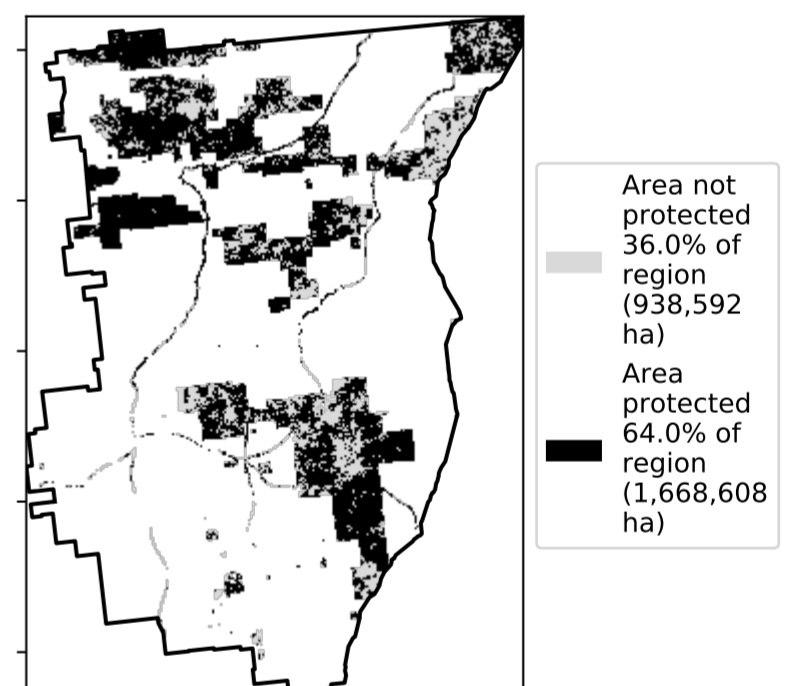 Area not
protected
36.0% of
region
(938,592
ha)
Area
protected
64.0% of
region
(1,668,608
ha)